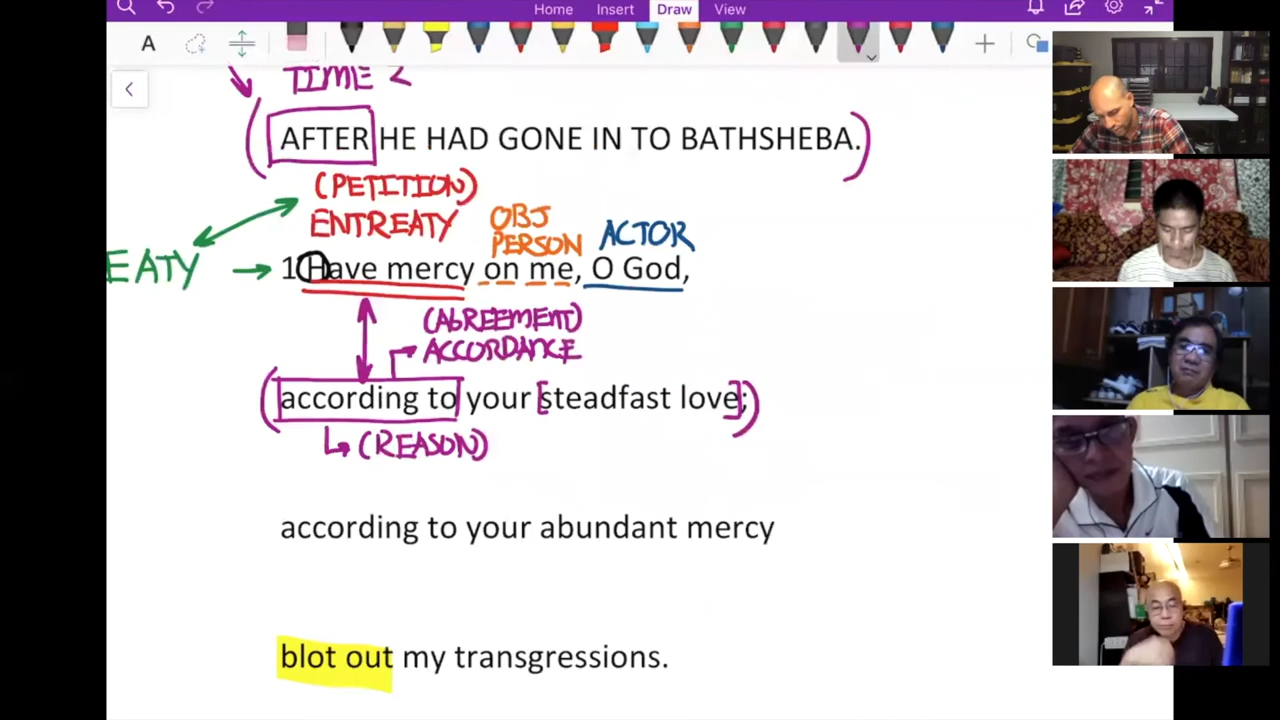 Home Insert Draw View
A
TIME 2
AFTER HE HAD GONE IN TO BATHSHEBA.)
(PETITION)
ENTREATY
OBJ
PERSON
ACTOR
EATY → 1 Have mercy on me, O God,
(AGREEMENT)
ACCORDANCE
(according to your [steadfast love];)
↳ (REASON)
according to your abundant mercy
blot out my transgressions.